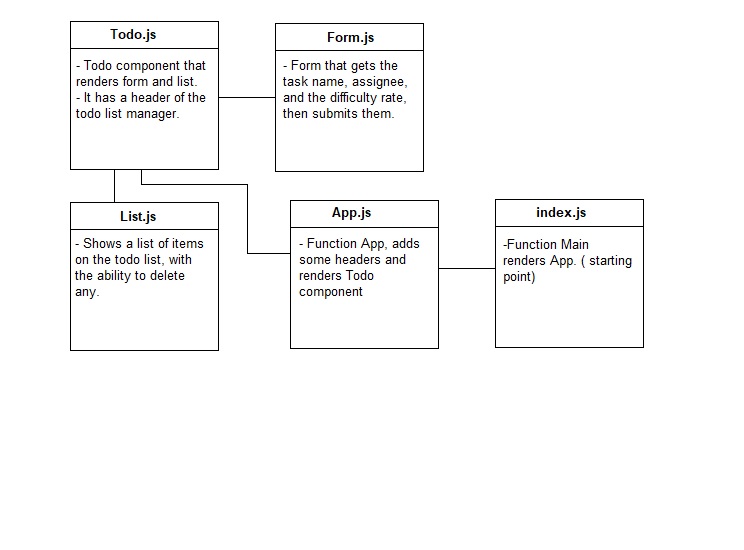 Todo.js
- Todo component that
renders form and list.
- It has a header of the
todo list manager.
Form.js
- Form that gets the
task name, assignee,
and the difficulty rate,
then submits them.
List.js
- Shows a list of items
on the todo list, with
the ability to delete
any.
App.js
- Function App, adds
some headers and
renders Todo
component
index.js
-Function Main
renders App. ( starting
point)